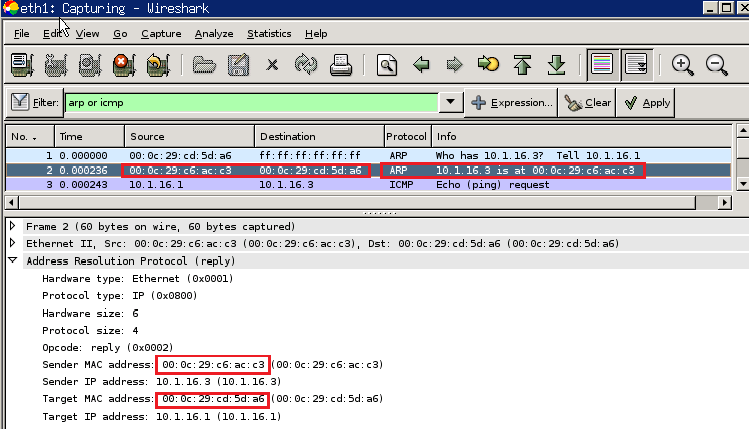 eth1: Capturing - Wireshark
File Edit View Go Capture Analyze Statistics Help
Filter: arp or icmp Expression... Clear Apply
No. . Time Source Destination Protocol Info
1 0.000000 00:0c:29:cd:5d:a6 ff:ff:ff:ff:ff:ff ARP Who has 10.1.16.3? Tell 10.1.16.1
2 0.000236 00:0c:29:c6:ac:c3 00:0c:29:cd:5d:a6 ARP 10.1.16.3 is at 00:0c:29:c6:ac:c3
3 0.000243 10.1.16.1 10.1.16.3 ICMP Echo (ping) request
Frame 2 (60 bytes on wire, 60 bytes captured)
Ethernet II, Src: 00:0c:29:c6:ac:c3 (00:0c:29:c6:ac:c3), Dst: 00:0c:29:cd:5d:a6 (00:0c:29:cd:5d:a6)
Address Resolution Protocol (reply)
Hardware type: Ethernet (0x0001)
Protocol type: IP (0x0800)
Hardware size: 6
Protocol size: 4
Opcode: reply (0x0002)
Sender MAC address: 00:0c:29:c6:ac:c3 (00:0c:29:c6:ac:c3)
Sender IP address: 10.1.16.3 (10.1.16.3)
Target MAC address: 00:0c:29:cd:5d:a6 (00:0c:29:cd:5d:a6)
Target IP address: 10.1.16.1 (10.1.16.1)